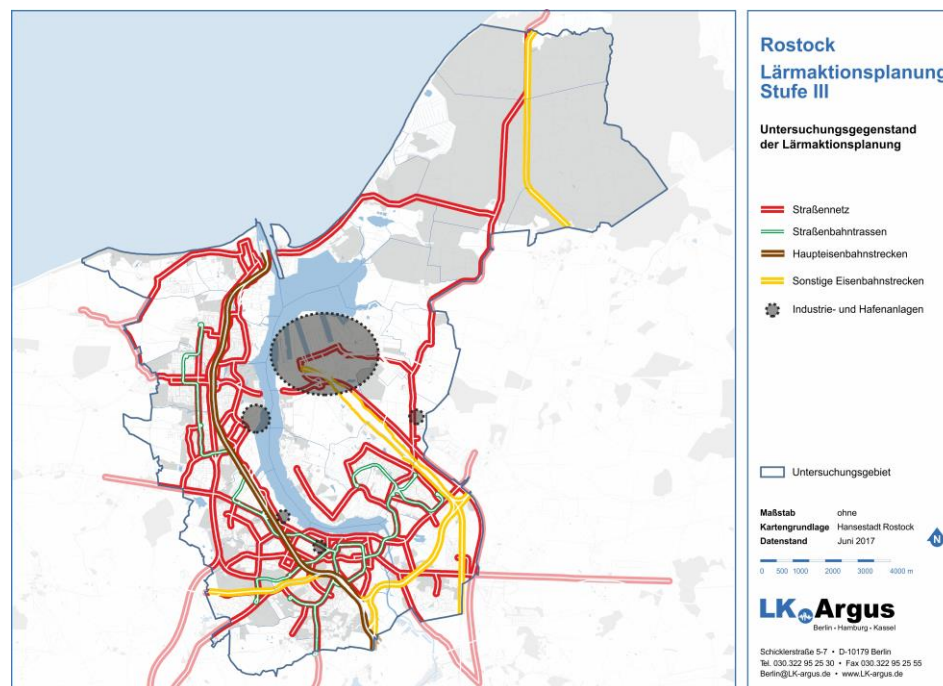 Rostock
Lärmaktionsplanung
Stufe III
Untersuchungsgegenstand
der Lärmaktionsplanung
Straßennetz
Straßenbahntrassen
Haupteisenbahnstrecken
Sonstige Eisenbahnstrecken
Industrie- und Hafenanlagen
Untersuchungsgebiet
Maßstab ohne
Kartengrundlage Hansestadt Rostock
Datenstand Juni 2017
N
0 500 1000 2000 3000 4000 m
LK Argus
Berlin • Hamburg • Kassel
Schicklerstraße 5-7 • D-10179 Berlin
Tel. 030.322 95 25 30 • Fax 030.322 95 25 55
Berlin@LK-argus.de • www.LK-argus.de